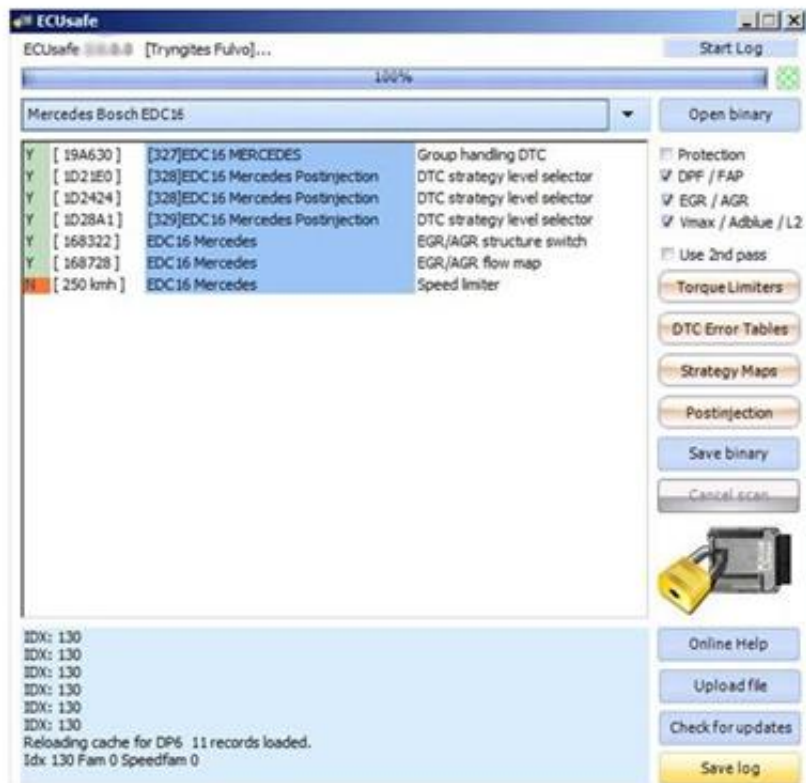 ECUsafe
ECUsafe [Tryngites Fulvo]...
Start Log
100%
Mercedes Bosch EDC16
Open binary
Y [ 19A630 ] [327]EDC16 MERCEDES Group handling DTC
Y [ 1D21E0 ] [328]EDC16 Mercedes Postinjection DTC strategy level selector
Y [ 1D2424 ] [328]EDC16 Mercedes Postinjection DTC strategy level selector
Y [ 1D28A1 ] [329]EDC16 Mercedes Postinjection DTC strategy level selector
Y [ 168322 ] EDC16 Mercedes EGR/AGR structure switch
Y [ 168728 ] EDC16 Mercedes EGR/AGR flow map
N [ 250 kmh ] EDC16 Mercedes Speed limiter
Protection
DPF / FAP
EGR / AGR
Vmax / Adblue / L2
Use 2nd pass
Torque Limiters
DTC Error Tables
Strategy Maps
Postinjection
Save binary
Cancel scan
IDX: 130
IDX: 130
IDX: 130
IDX: 130
IDX: 130
IDX: 130
Reloading cache for DP6 11 records loaded.
Idx 130 Fam 0 Speedfam 0
Online Help
Upload file
Check for updates
Save log